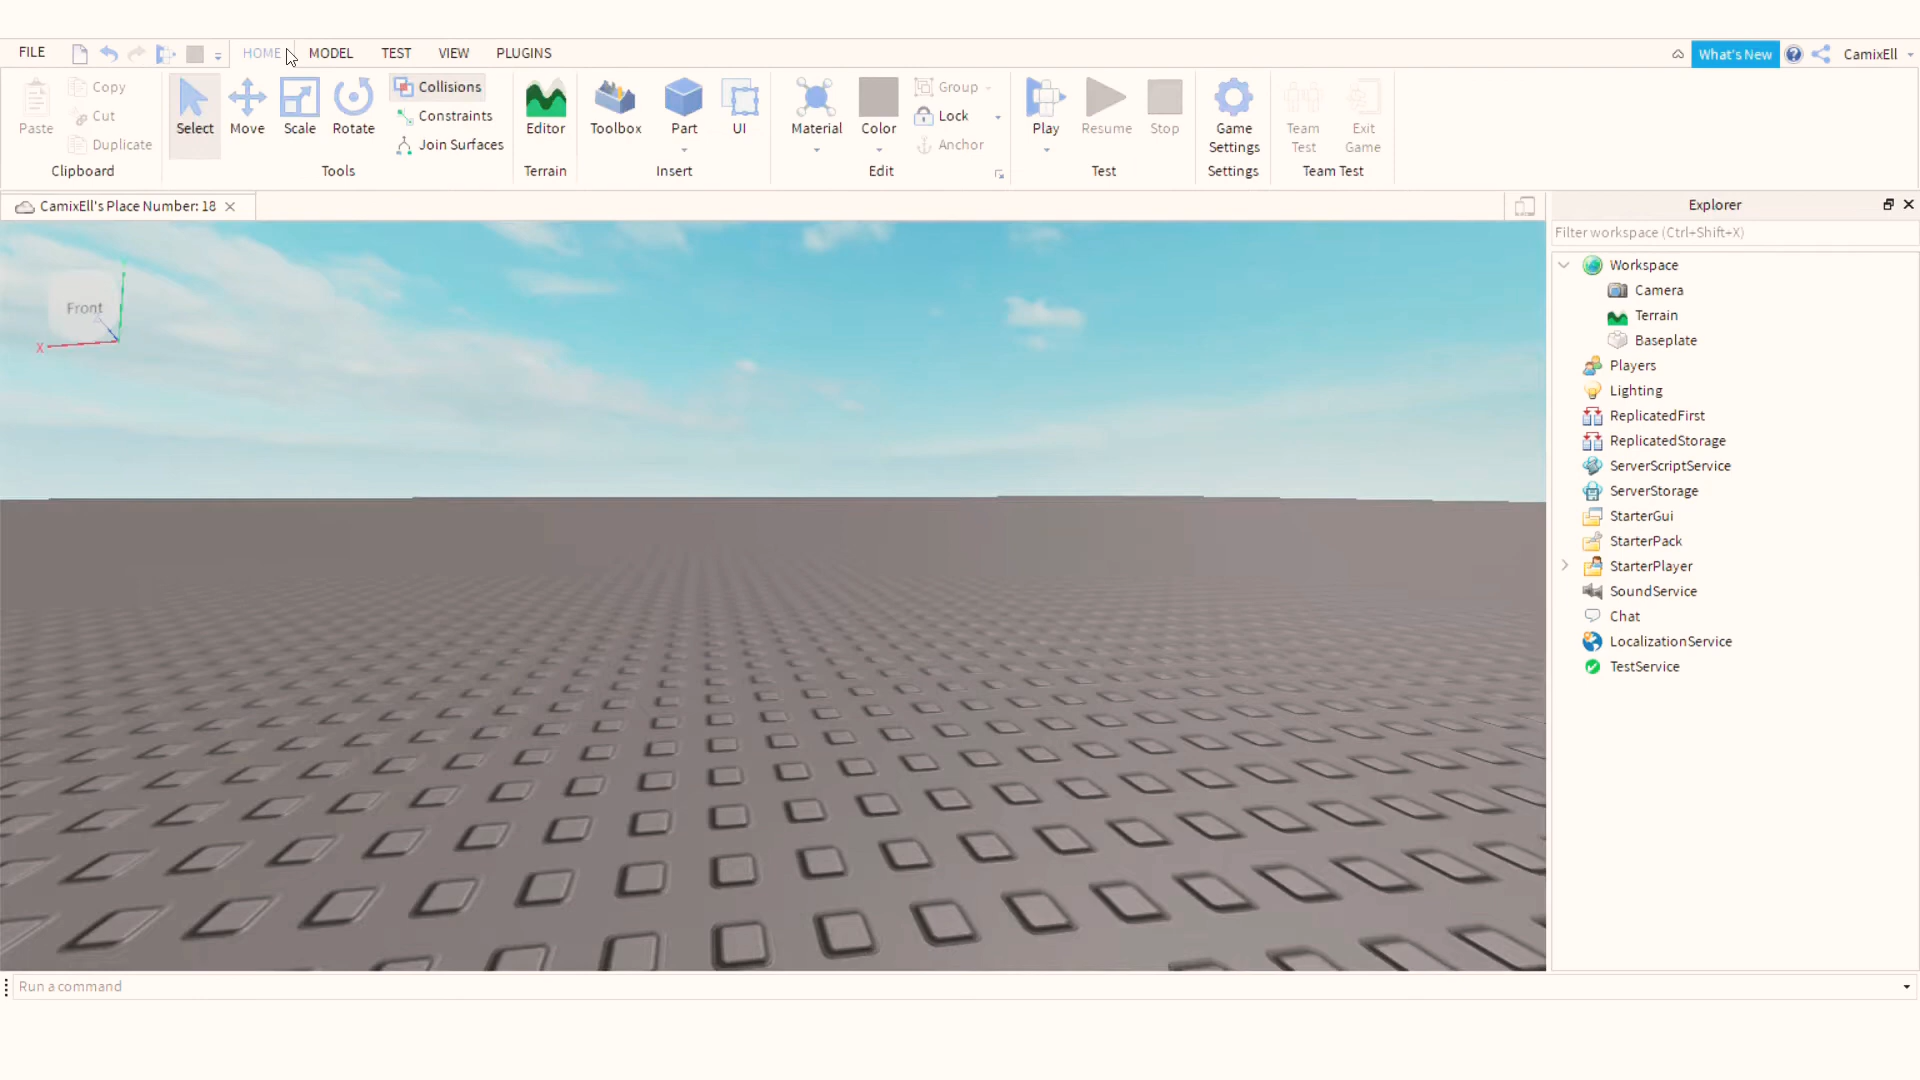 FILE HOME MODEL TEST VIEW PLUGINS What's New CamixEll
Paste Copy Cut Duplicate Clipboard
Select Move Scale Rotate Collisions Constraints Join Surfaces Tools
Editor Terrain
Toolbox Part UI Insert
Material Color Group Lock Anchor Edit
Play Resume Stop Test
Game Settings Settings
Team Test Exit Game Team Test
CamixEll's Place Number: 18
Explorer
Filter workspace (Ctrl+Shift+X)
Front
X
Workspace
Camera
Terrain
Baseplate
Players
Lighting
ReplicatedFirst
ReplicatedStorage
ServerScriptService
ServerStorage
StarterGui
StarterPack
StarterPlayer
SoundService
Chat
LocalizationService
TestService
Run a command